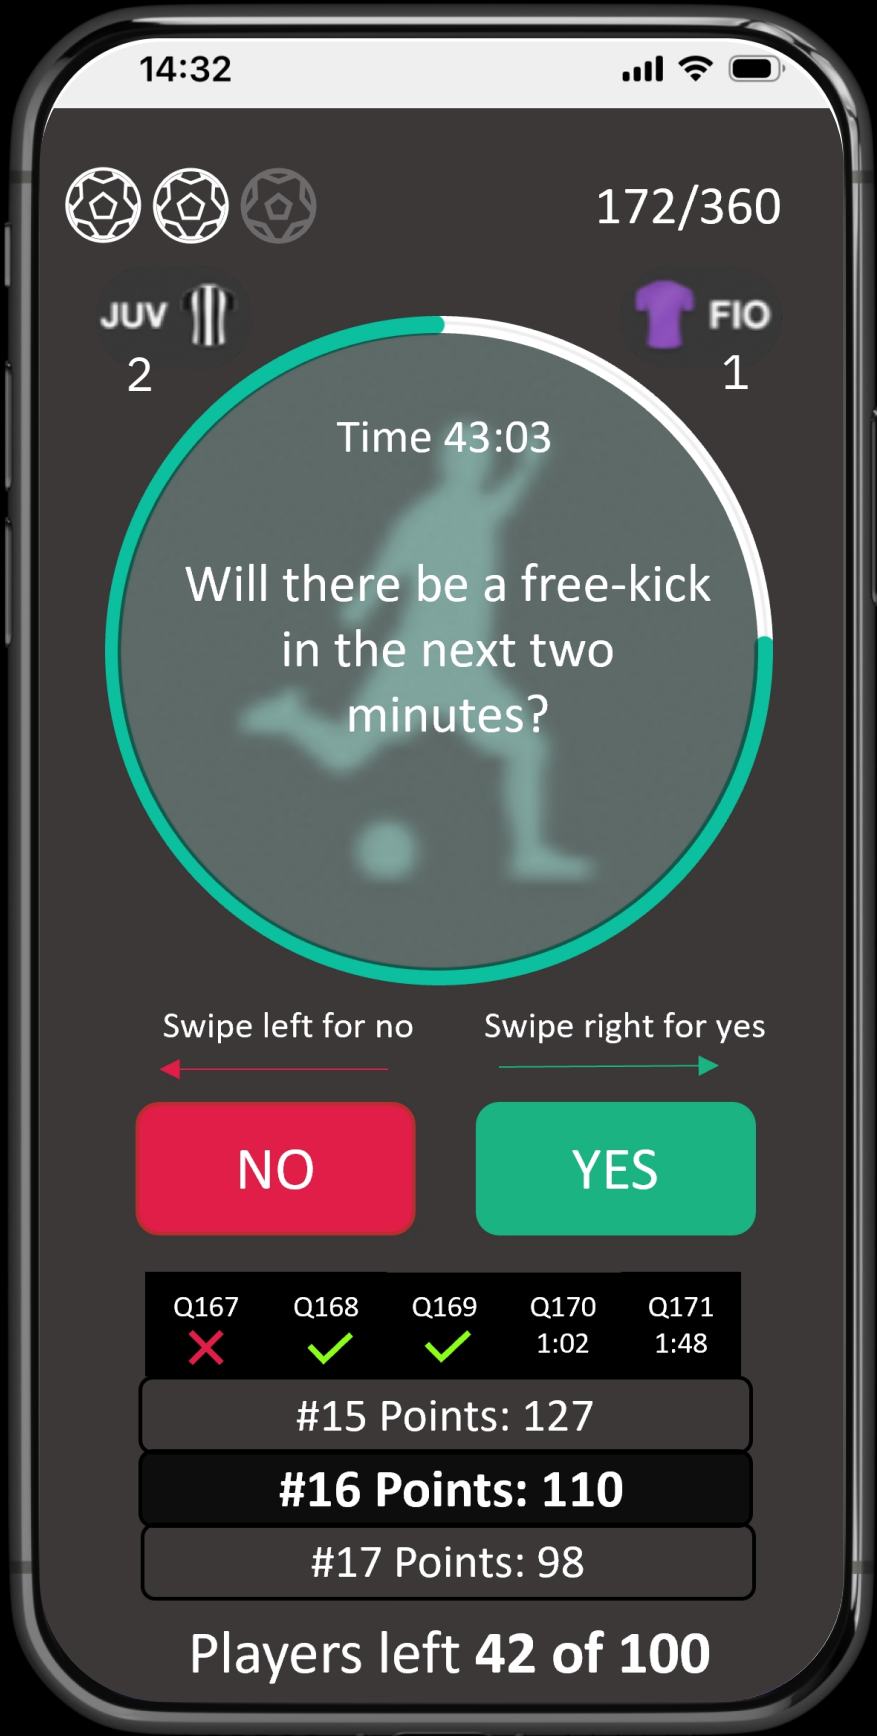 14:32
172/360
JUV
FIO
2
1
Time 43:03
Will there be a free-kick
in the next two
minutes?
Swipe left for no
Swipe right for yes
NO
YES
Q167 Q168 Q169 Q170 Q171
1:02 1:48
#15 Points: 127
#16 Points: 110
#17 Points: 98
Players left 42 of 100